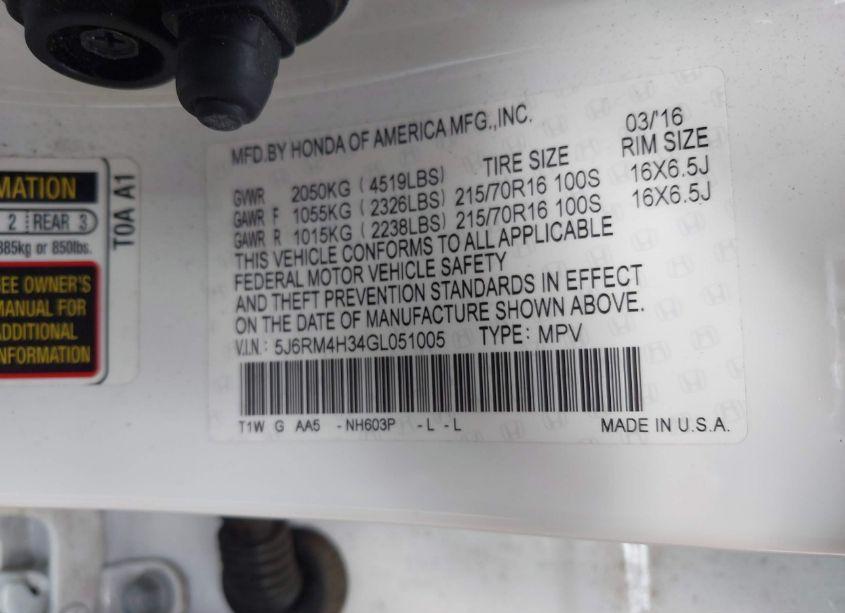 MATION
2 REAR 3
385kg or 850lbs.
SEE OWNER'S
MANUAL FOR
ADDITIONAL
INFORMATION
T0A A1
MFD.BY HONDA OF AMERICA MFG.,INC. 03/'16
TIRE SIZE RIM SIZE
GVWR 2050KG ( 4519LBS)
GAWR F 1055KG ( 2326LBS) 215/70R16 100S 16X6.5J
GAWR R 1015KG ( 2238LBS) 215/70R16 100S 16X6.5J
THIS VEHICLE CONFORMS TO ALL APPLICABLE
FEDERAL MOTOR VEHICLE SAFETY
AND THEFT PREVENTION STANDARDS IN EFFECT
ON THE DATE OF MANUFACTURE SHOWN ABOVE.
V.I.N.: 5J6RM4H34GL051005 TYPE: MPV
T1W G AA5 -NH603P -L -L MADE IN U.S.A.